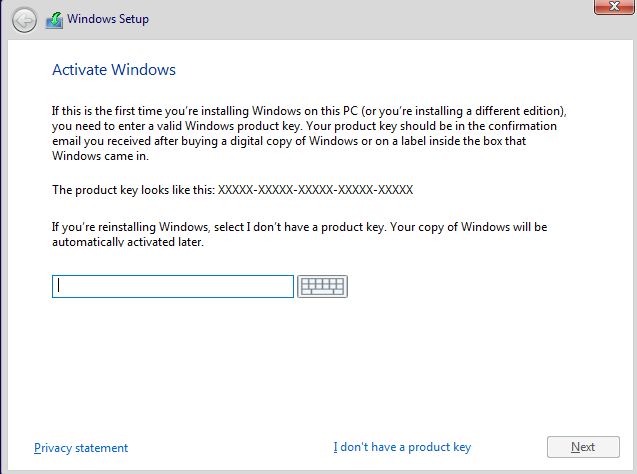 Windows Setup
Activate Windows
If this is the first time you're installing Windows on this PC (or you're installing a different edition),
you need to enter a valid Windows product key. Your product key should be in the confirmation
email you received after buying a digital copy of Windows or on a label inside the box that
Windows came in.
The product key looks like this: XXXXX-XXXXX-XXXXX-XXXXX-XXXXX
If you're reinstalling Windows, select I don't have a product key. Your copy of Windows will be
automatically activated later.
Privacy statement
I don't have a product key
Next